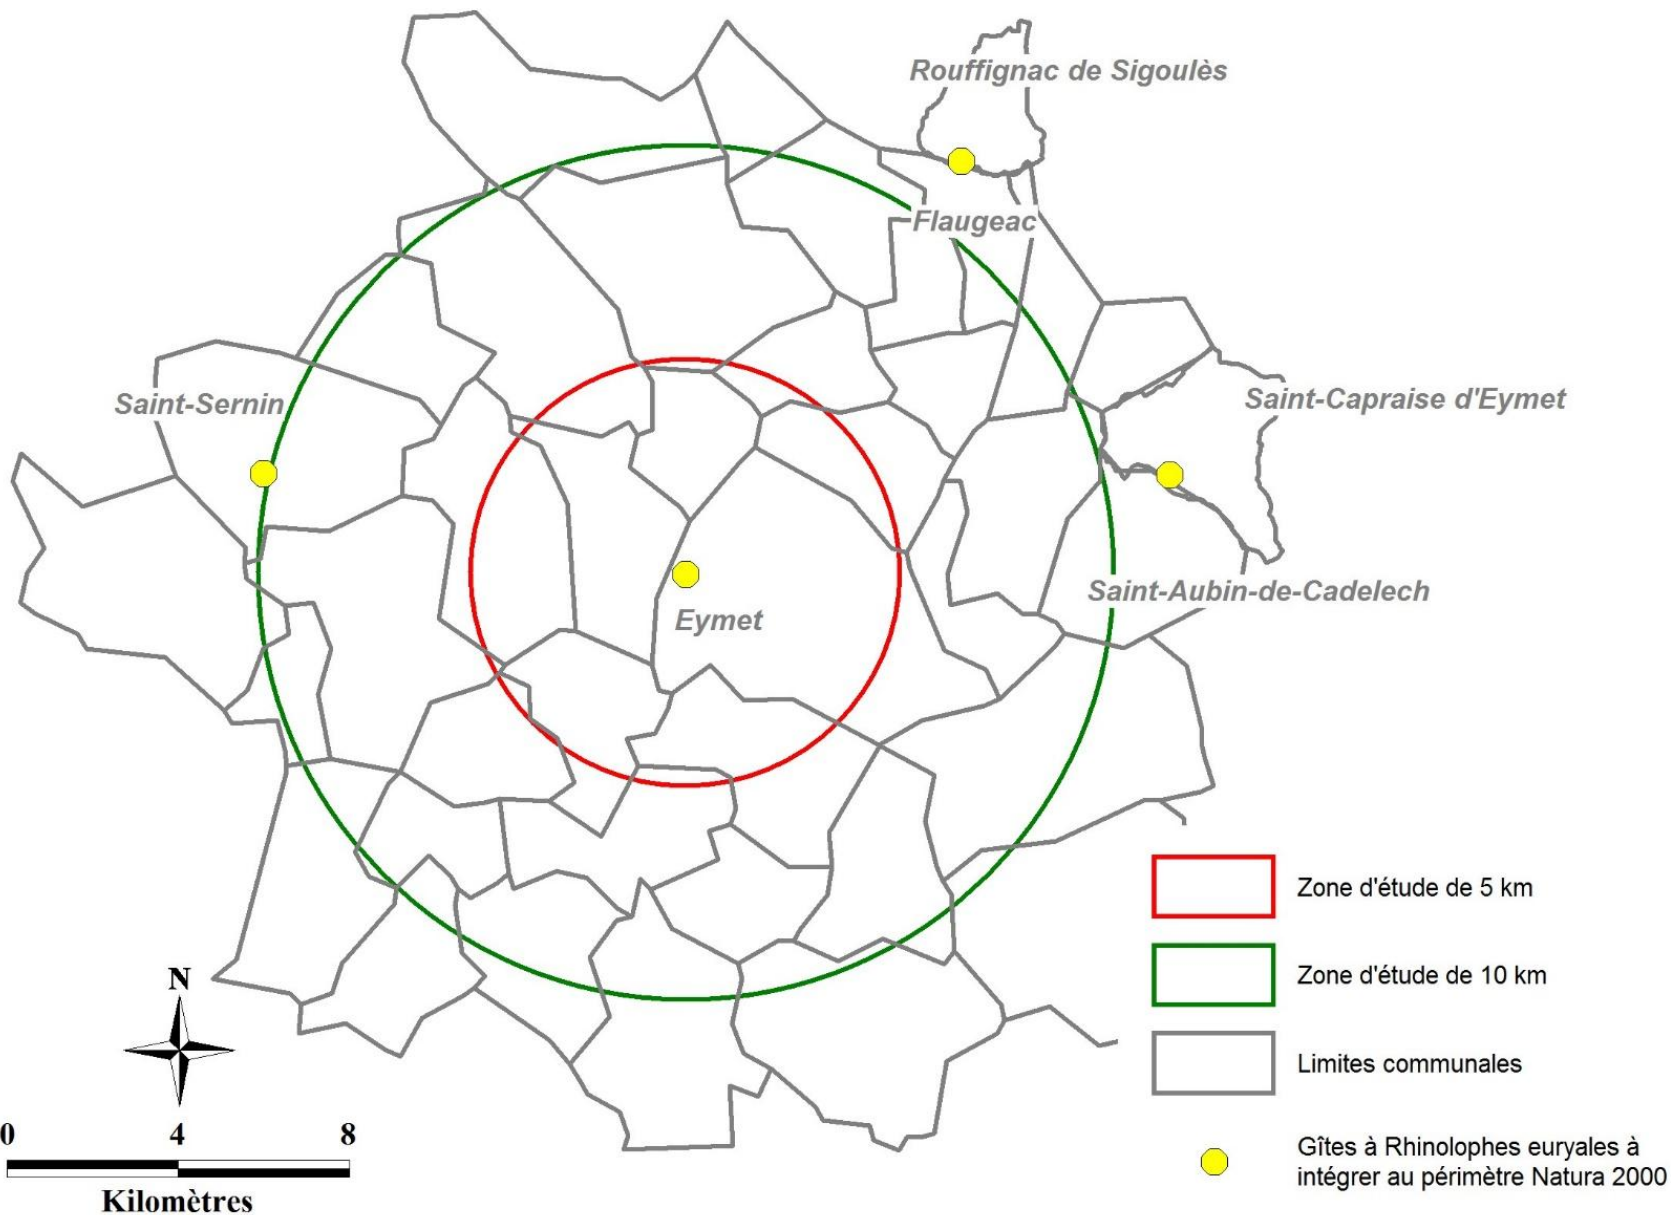 Rouffignac de Sigoulès
Flaugeac
Saint-Sernin
Saint-Capraise d'Eymet
Saint-Aubin-de-Cadelech
Eymet
Zone d'étude de 5 km
Zone d'étude de 10 km
Limites communales
Gîtes à Rhinolophes euryales à
intégrer au périmètre Natura 2000
N
0 4 8
Kilomètres